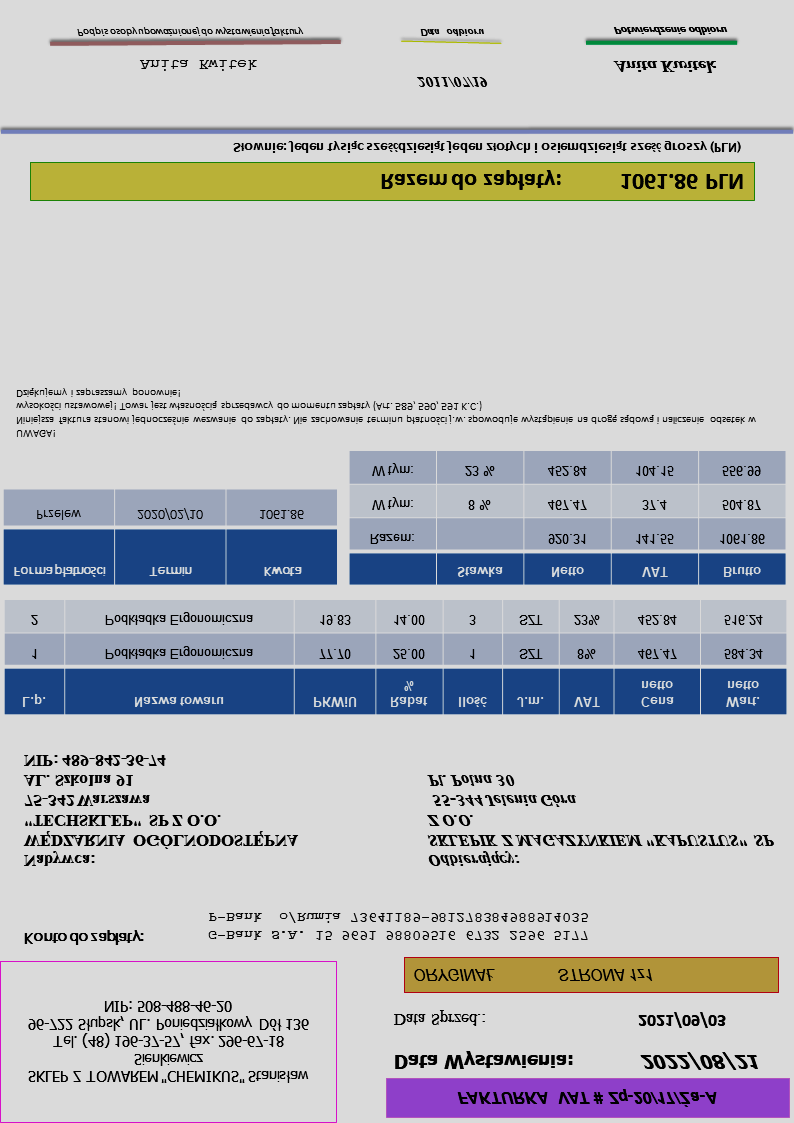 FAKTURKA VAT # Zq-20/17/Ża-A
SKLEP Z TOWAREM "CHEMIKUS" Stanisław
Sienkiewicz
Tel. (48) 196-37-57, fax. 296-67-18
96-722 Słupsk, UL. Poniedziałkowy Dół 136
NIP: 508-488-46-20
Data Wystawienia: 2022/08/21
Data Sprzed.: 2021/09/03
ORYGINAŁ STRONA 1z1
Konto do zapłaty:
G-Bank S.A. 15 9691 98809516 6732 2596 5177
P-Bank o/Rumia 73641189-981278384988914035
Nabywca:
WĘDZARNIA OGÓLNODOSTĘPNA
"TECHSKLEP" SP Z O.O.
75-342 Warszawa
AL. Szkolna 91
NIP: 489-842-36-74
Odbierający:
SKLEPIK Z MAGAZYNKIEM "KAPUSTUS" SP
Z O.O.
55-344 Jelenia Góra
Pl. Polna 30
L.p. Nazwa towaru PKWiU Rabat % Ilość J.m. VAT Cena netto Wart. netto
1 Podkładka Ergonomiczna 77.70 25.00 1 SZT 8% 467.47 584.34
2 Podkładka Ergonomiczna 19.83 14.00 3 SZT 23% 452.84 516.24
Forma płatności Termin Kwota
Przelew 2020/02/10 1061.86
Stawka Netto VAT Brutto
Razem: 920.31 141.55 1061.86
W tym: 8 % 467.47 37.4 504.87
W tym: 23 % 452.84 104.15 556.99
UWAGA!
Niniejsza faktura stanowi jednocześnie wezwanie do zapłaty. Nie zachowanie terminu płatności j.w. spowoduje wystąpienie na drogę sądową i naliczenie odsetek w
wysokości ustawowej! Towar jest własnością sprzedawcy do momentu zapłaty (Art. 589, 590, 591 K.C.)
Dziękujemy i zapraszamy ponownie!
Razem do zapłaty: 1061.86 PLN
Słownie: jeden tysiąc sześćdziesiąt jeden złotych i osiemdziesiąt sześć groszy (PLN)
Anita Kwitek
2011/07/19
Anita Kwitek
Podpis osoby upoważnionej do wystawienia faktury
Data odbioru
Potwierdzenie odbioru